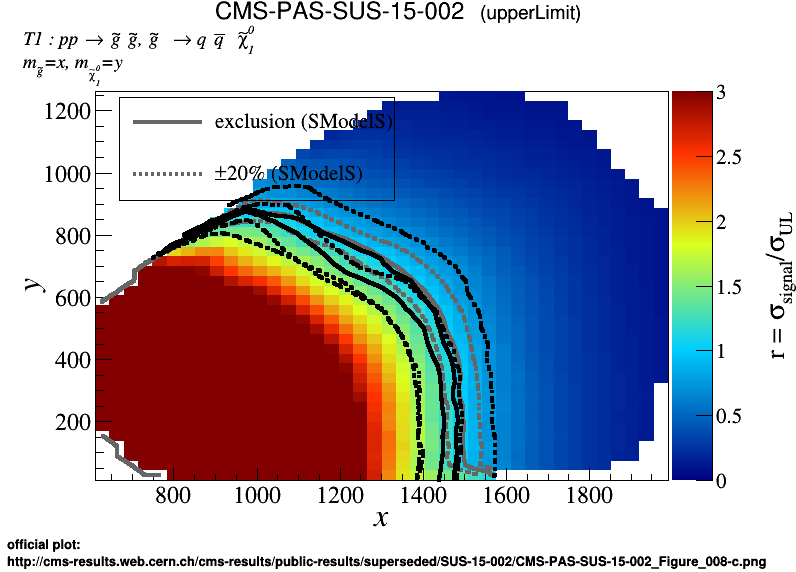 CMS-PAS-SUS-15-002 (upperLimit)
T1 : pp → g̃ g̃, g̃ → q q̅ χ̃⁰₁
m_g̃=x, m_χ̃⁰₁=y
exclusion (SModelS)
±20% (SModelS)
1200
1000
800
600
400
200
y
800 1000 1200 1400 1600 1800
x
3
2.5
2
1.5
1
0.5
0
r = σ_signal/σ_UL
official plot:
http://cms-results.web.cern.ch/cms-results/public-results/superseded/SUS-15-002/CMS-PAS-SUS-15-002_Figure_008-c.png